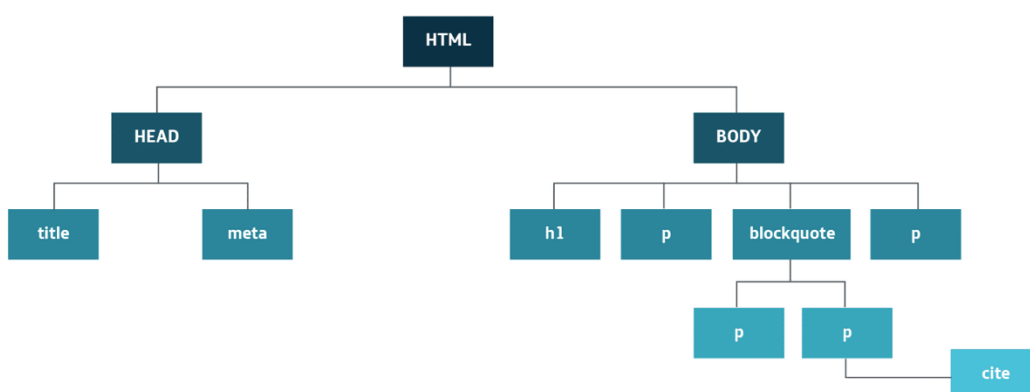 HTML
HEAD
BODY
title
meta
h1
p
blockquote
p
p
p
cite